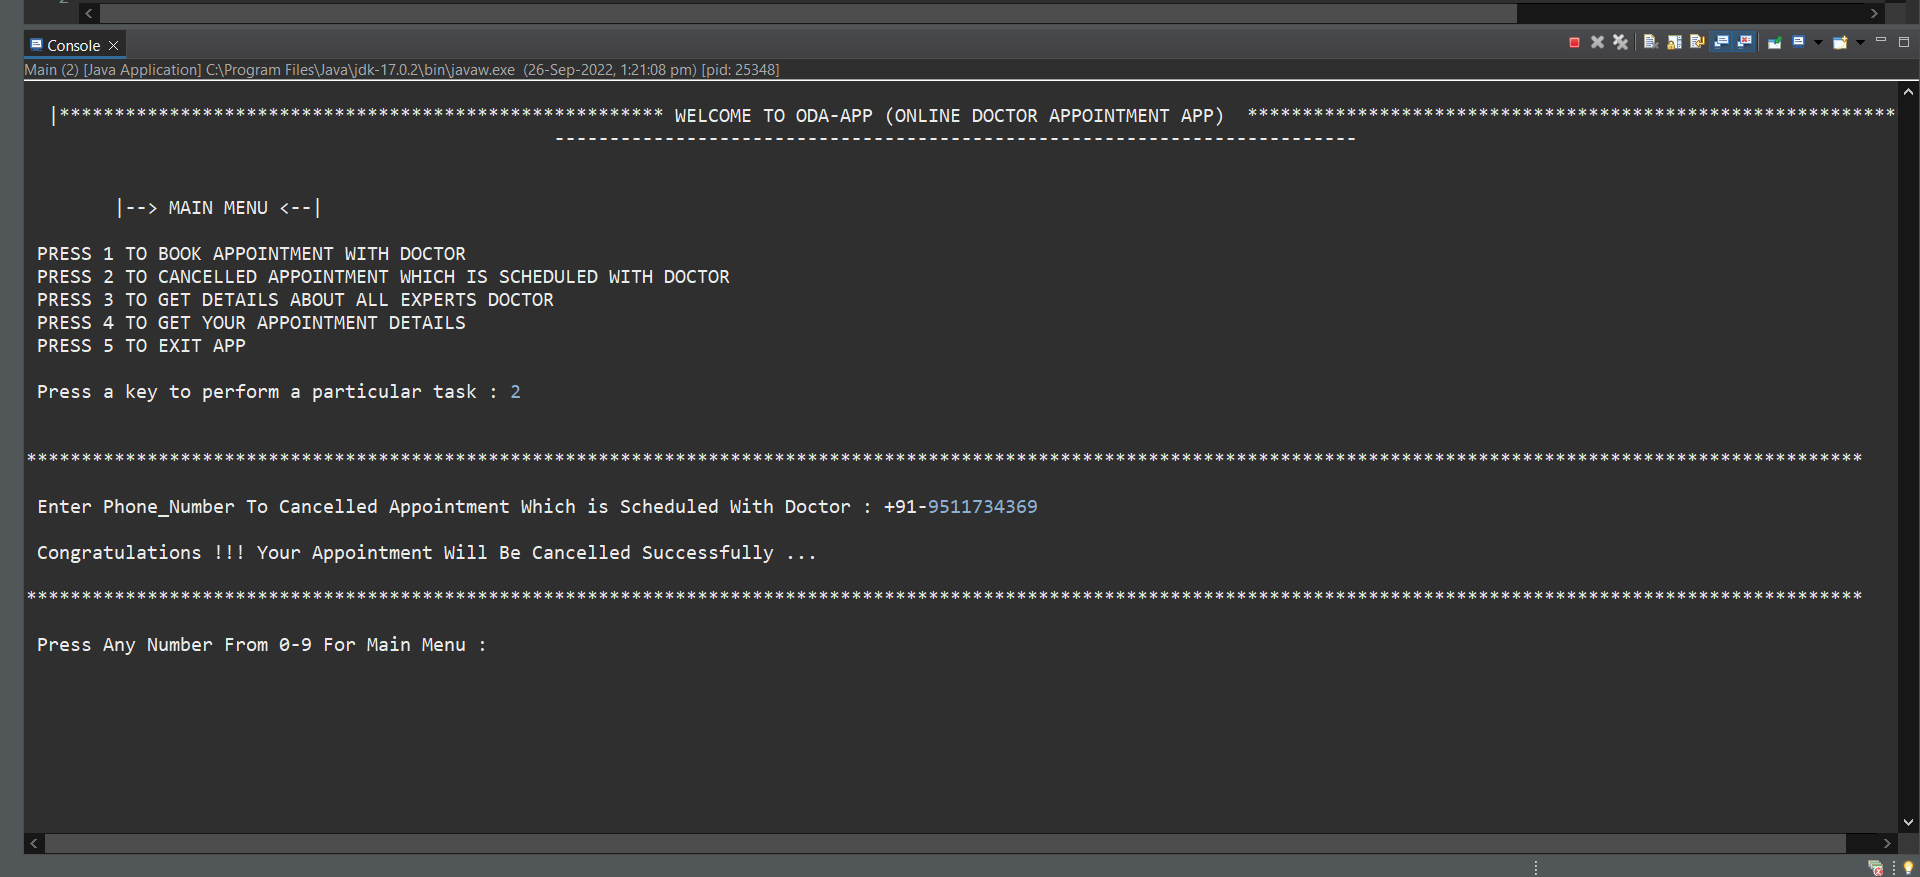 Console
Main (2) [Java Application] C:\Program Files\Java\jdk-17.0.2\bin\javaw.exe (26-Sep-2022, 1:21:08 pm) [pid: 25348]
|******************************************************* WELCOME TO ODA-APP (ONLINE DOCTOR APPOINTMENT APP) ***********************************************************
-------------------------------------------------------------------------
|--> MAIN MENU <--|
PRESS 1 TO BOOK APPOINTMENT WITH DOCTOR
PRESS 2 TO CANCELLED APPOINTMENT WHICH IS SCHEDULED WITH DOCTOR
PRESS 3 TO GET DETAILS ABOUT ALL EXPERTS DOCTOR
PRESS 4 TO GET YOUR APPOINTMENT DETAILS
PRESS 5 TO EXIT APP
Press a key to perform a particular task : 2
***********************************************************************************************************************************************************************
Enter Phone_Number To Cancelled Appointment Which is Scheduled With Doctor : +91-9511734369
Congratulations !!! Your Appointment Will Be Cancelled Successfully ...
***********************************************************************************************************************************************************************
Press Any Number From 0-9 For Main Menu :